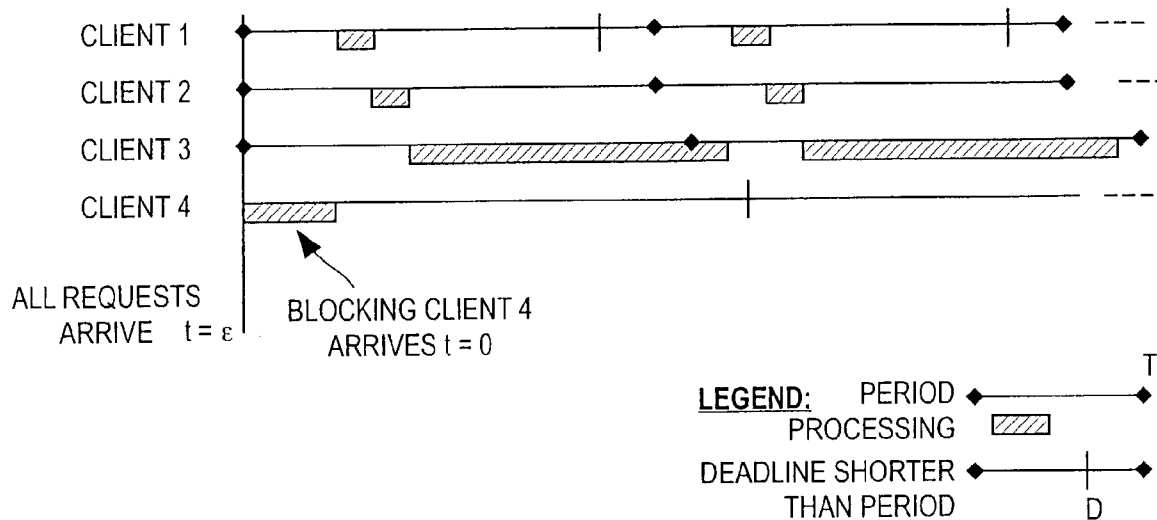 CLIENT 1
CLIENT 2
CLIENT 3
CLIENT 4
ALL REQUESTS
ARRIVE t = ε
BLOCKING CLIENT 4
ARRIVES t = 0
T
LEGEND: PERIOD
PROCESSING
DEADLINE SHORTER
THAN PERIOD D